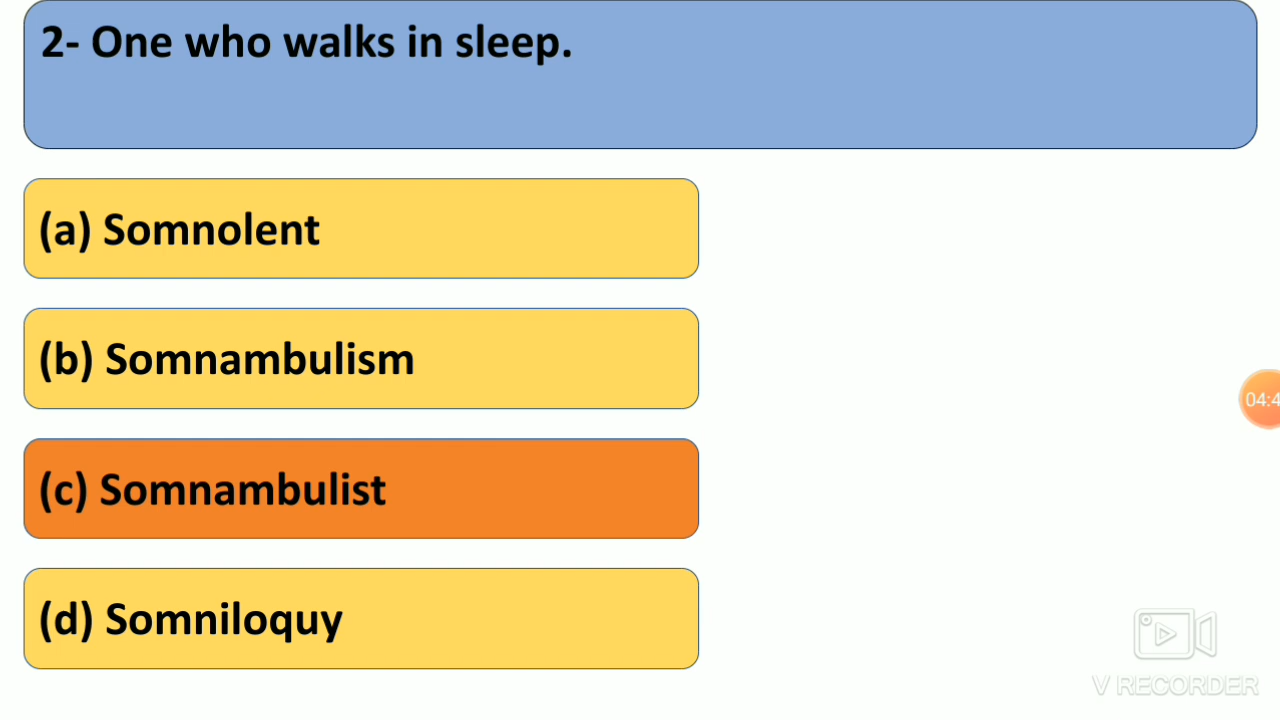 2- One who walks in sleep.
(a) Somnolent
(b) Somnambulism
04:4
(c) Somnambulist
(d) Somniloquy
V RECORDER